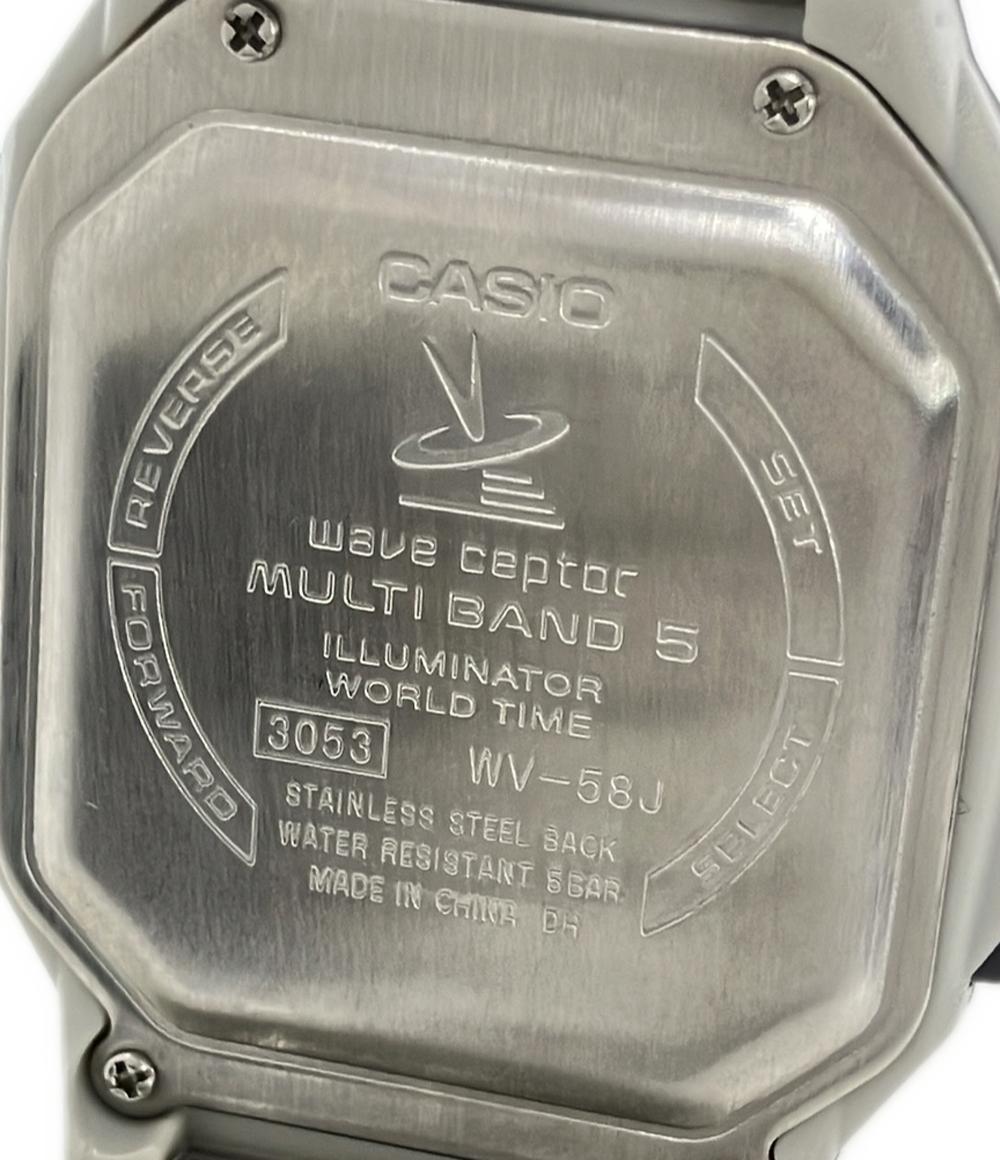 CASIO
REVERSE
SET
wave ceptor
MULTI BAND 5
ILLUMINATOR
WORLD TIME
FORWARD
3053 WV-58J
SELECT
STAINLESS STEEL BACK
WATER RESISTANT 5BAR
MADE IN CHINA DH